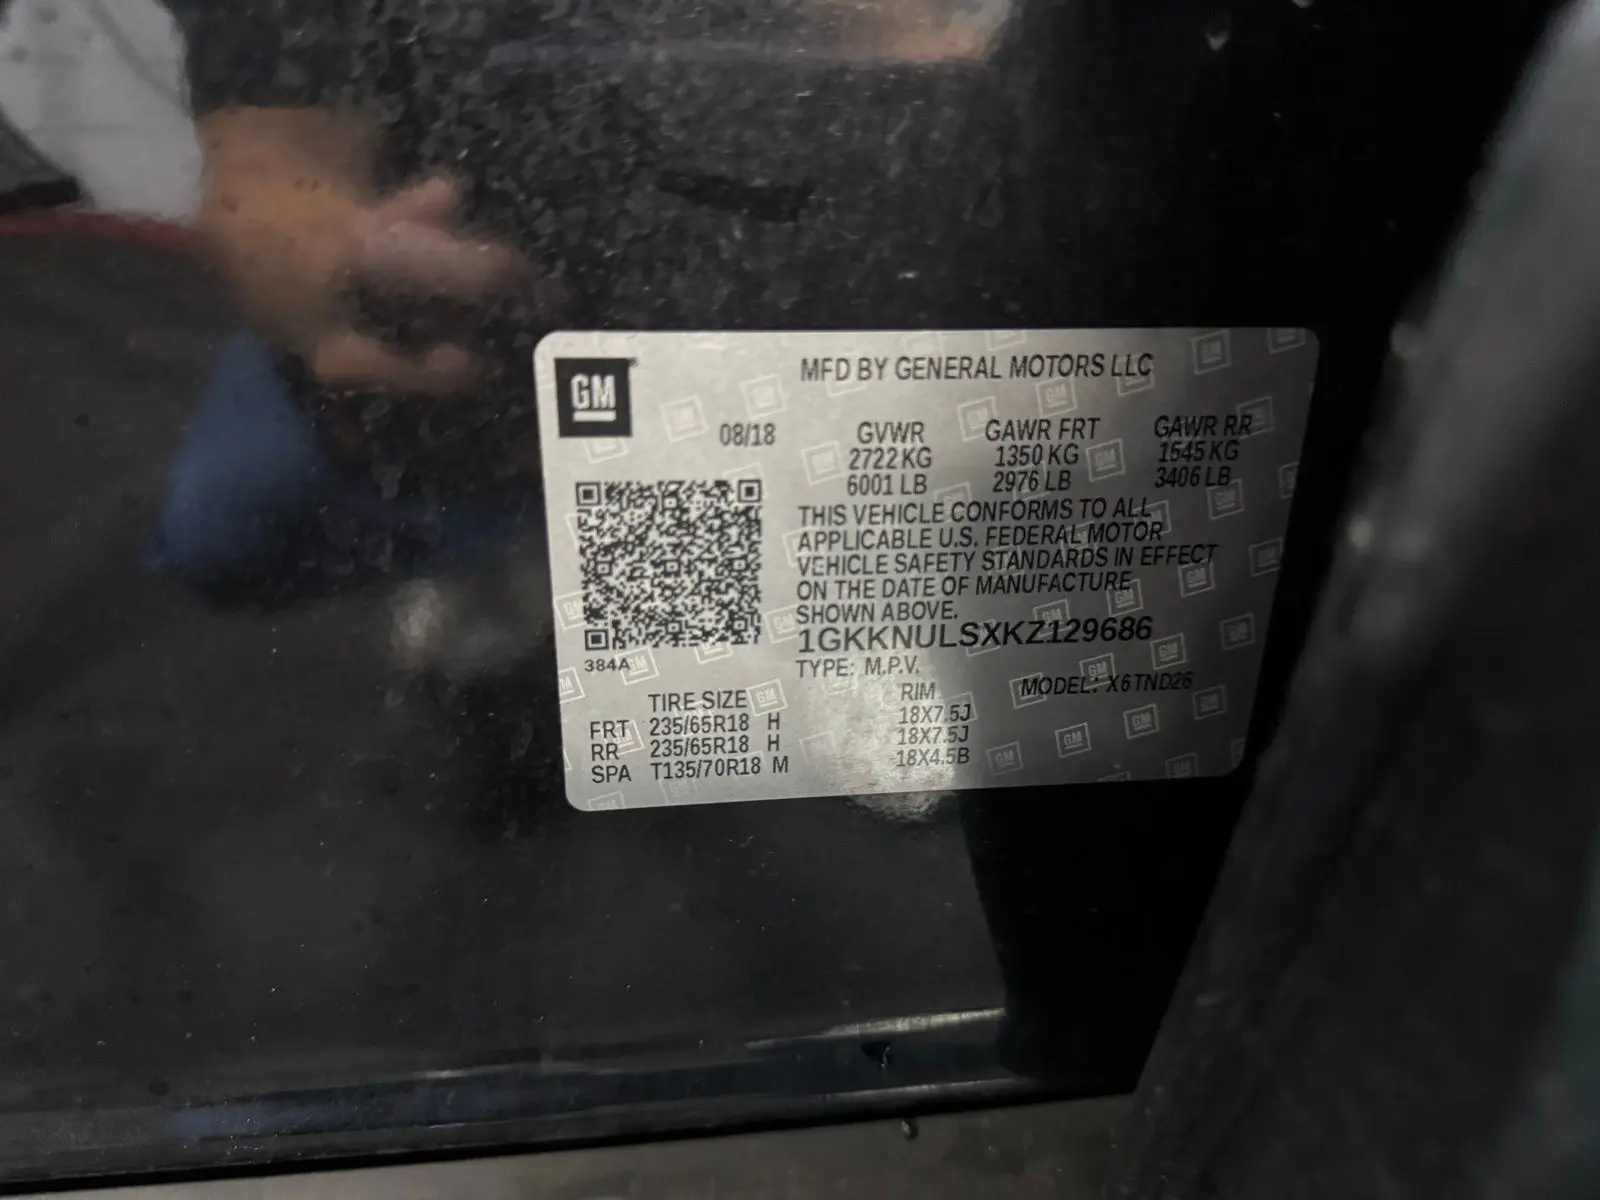 GM
MFD BY GENERAL MOTORS LLC
08/18
GVWR GAWR FRT GAWR RR
2722 KG 1350 KG 1545 KG
6001 LB 2976 LB 3406 LB
THIS VEHICLE CONFORMS TO ALL
APPLICABLE U.S. FEDERAL MOTOR
VEHICLE SAFETY STANDARDS IN EFFECT
ON THE DATE OF MANUFACTURE
SHOWN ABOVE.
1GKKNULSXKZ129686
384A
TYPE: M.P.V.
MODEL: X6TND26
TIRE SIZE RIM
FRT 235/65R18 H 18X7.5J
RR 235/65R18 H 18X7.5J
SPA T135/70R18 M 18X4.5B